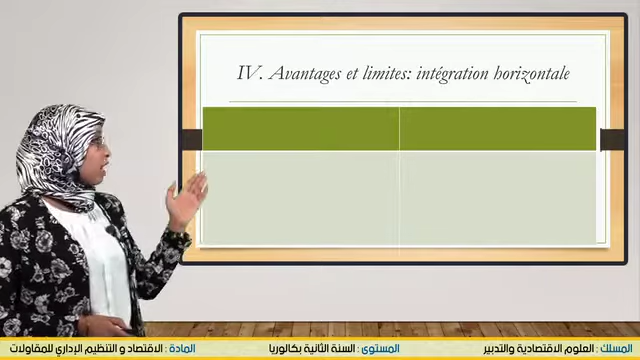 IV. Avantages et limites: intégration horizontale
المسلك : العلوم الاقتصادية والتدبير
المستوى : السنة الثانية بكالوريا
المادة : الاقتصاد و التنظيم الإداري للمقاولات